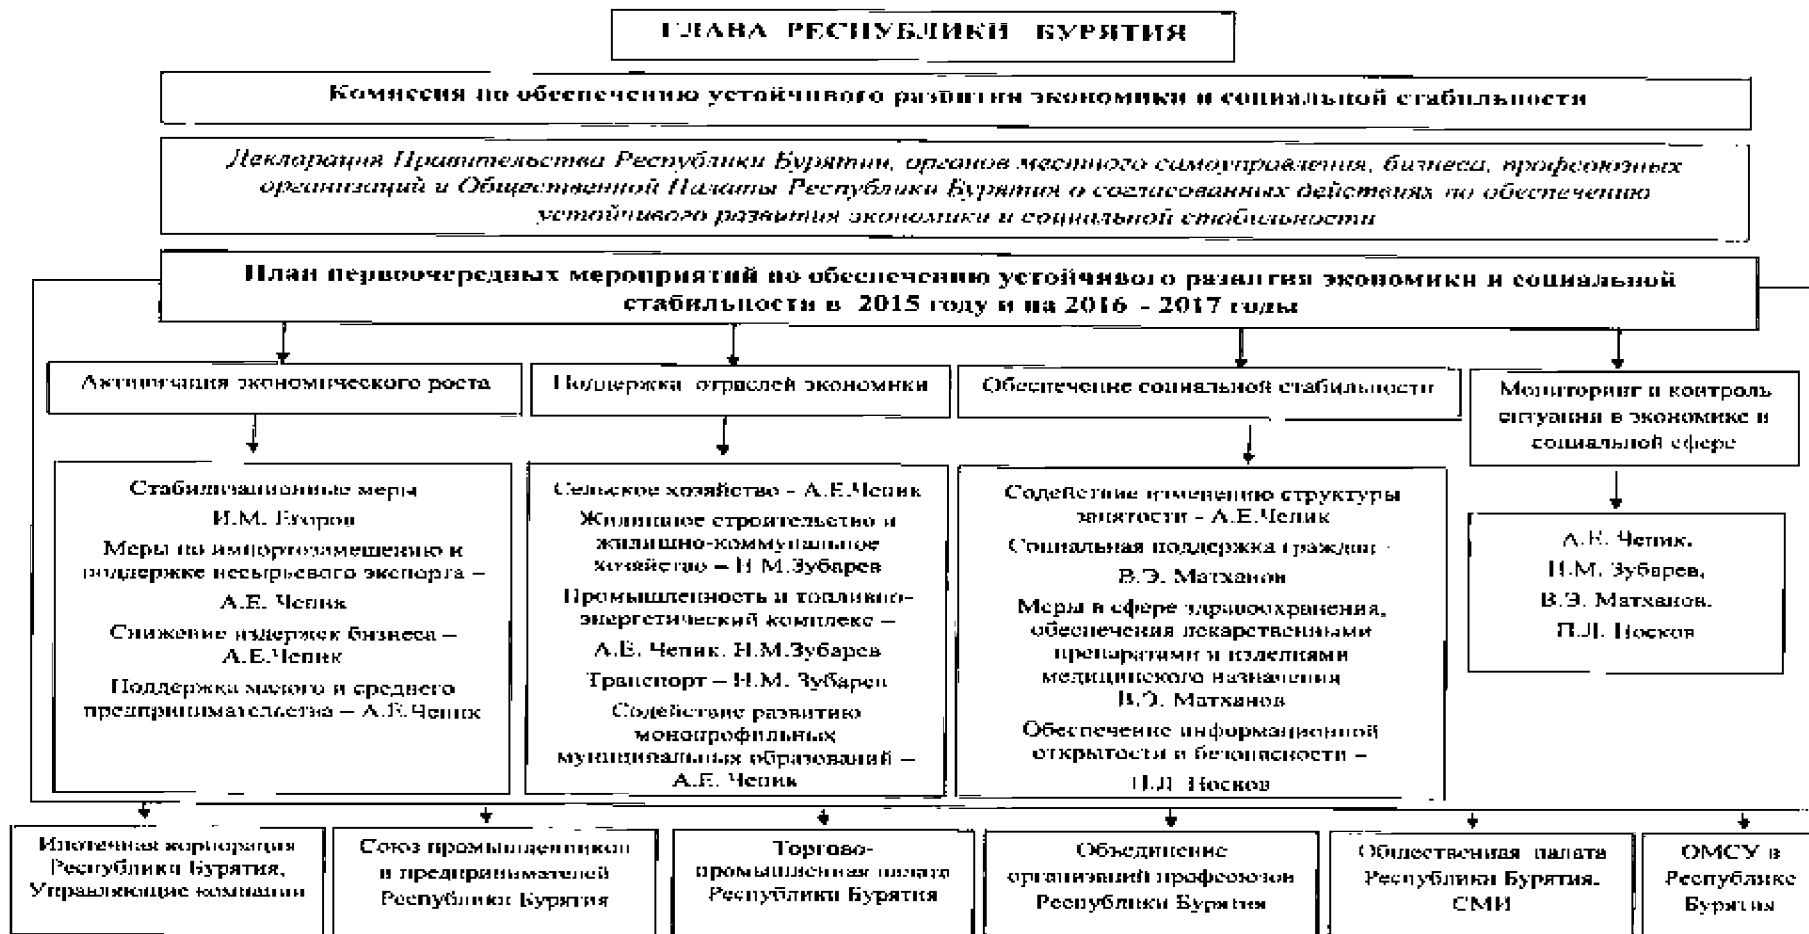 ГЛАВА РЕСПУБЛИКИ БУРЯТИЯ
Комиссия по обеспечению устойчивого развития экономики и социальной стабильности
Декларация Правительства Республики Бурятия, органов местного самоуправления, бизнеса, профсоюзных
организаций и Общественной Палаты Республики Бурятия о согласованных действиях по обеспечению
устойчивого развития экономики и социальной стабильности
План первоочередных мероприятий по обеспечению устойчивого развития экономики и социальной
стабильности в 2015 году и на 2016 - 2017 годы
Активизация экономического роста
Поддержка отраслей экономики
Обеспечение социальной стабильности
Мониторинг и контроль
ситуации в экономике и
социальной сфере
Стабилизационные меры
И.М. Егоров
Меры по импортозамещению и
поддержке несырьевого экспорта –
А.Е. Чепик
Снижение издержек бизнеса –
А.Е.Чепик
Поддержка малого и среднего
предпринимательства – А.Е.Чепик
Сельское хозяйство - А.Е.Чепик
Жилищное строительство и
жилищно-коммунальное
хозяйство – Н.М.Зубарев
Промышленность и топливно-
энергетический комплекс –
А.Е. Чепик, Н.М.Зубарев
Транспорт – Н.М. Зубарев
Содействие развитию
монопрофильных
муниципальных образований –
А.Е. Чепик
Содействие изменению структуры
занятости - А.Е.Чепик
Социальная поддержка граждан -
В.Э. Матханов
Меры в сфере здравоохранения,
обеспечения лекарственными
препаратами и изделиями
медицинского назначения
В.Э. Матханов
Обеспечение информационной
открытости и безопасности –
П.Л. Носков
А.Е. Чепик,
Н.М. Зубарев,
В.Э. Матханов,
П.Л. Носков
Ипотечная корпорация
Республики Бурятия,
Управляющие компании
Союз промышленников
и предпринимателей
Республики Бурятия
Торгово-
промышленная палата
Республики Бурятия
Объединение
организаций профсоюзов
Республики Бурятия
Общественная палата
Республики Бурятия,
СМИ
ОМСУ в
Республике
Бурятия